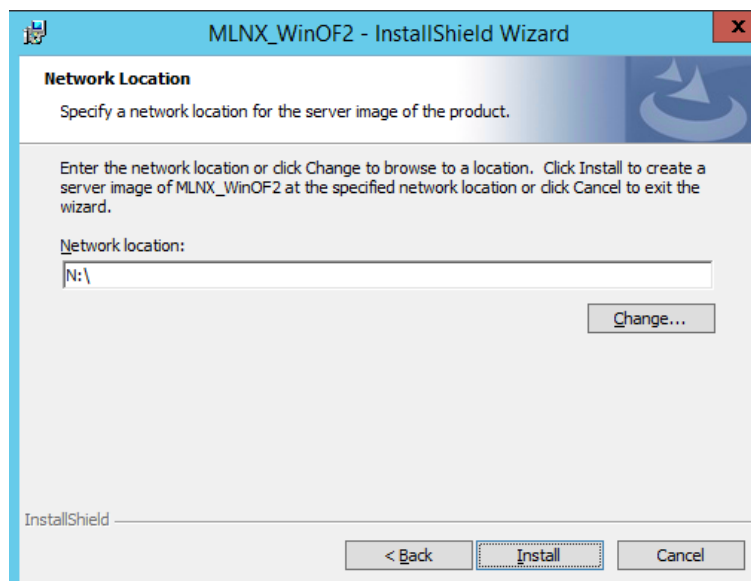 MLNX_WinOF2 - InstallShield Wizard
x
Network Location
Specify a network location for the server image of the product.
Enter the network location or click Change to browse to a location. Click Install to create a
server image of MLNX_WinOF2 at the specified network location or click Cancel to exit the
wizard.
Network location:
N:\
Change...
InstallShield
< Back
Install
Cancel